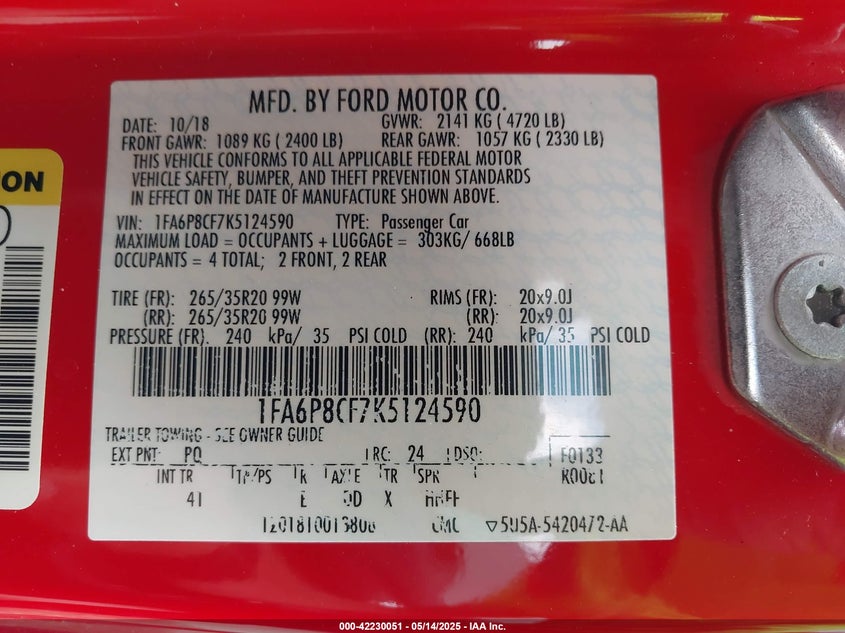 MFD. BY FORD MOTOR CO.
DATE: 10/18 GVWR: 2141 KG ( 4720 LB)
FRONT GAWR: 1089 KG ( 2400 LB) REAR GAWR: 1057 KG ( 2330 LB)
THIS VEHICLE CONFORMS TO ALL APPLICABLE FEDERAL MOTOR
VEHICLE SAFETY, BUMPER, AND THEFT PREVENTION STANDARDS
IN EFFECT ON THE DATE OF MANUFACTURE SHOWN ABOVE.
VIN: 1FA6P8CF7K5124590 TYPE: Passenger Car
MAXIMUM LOAD = OCCUPANTS + LUGGAGE = 303KG/ 668LB
OCCUPANTS = 4 TOTAL; 2 FRONT, 2 REAR
TIRE (FR): 265/35R20 99W RIMS (FR): 20x9.0J
(RR): 265/35R20 99W (RR): 20x9.0J
PRESSURE (FR): 240 kPa/ 35 PSI COLD (RR): 240 kPa/ 35 PSI COLD
1FA6P8CF7K5124590
TRAILER TOWING - SEE OWNER GUIDE
EXT PNT: PQ RC: 24 DSO: F0133
INT TR TP/PS R AXLE TR SPR
X
5U5A-5420472-AA
000-42230051 — 05/14/2025 — IAA Inc.